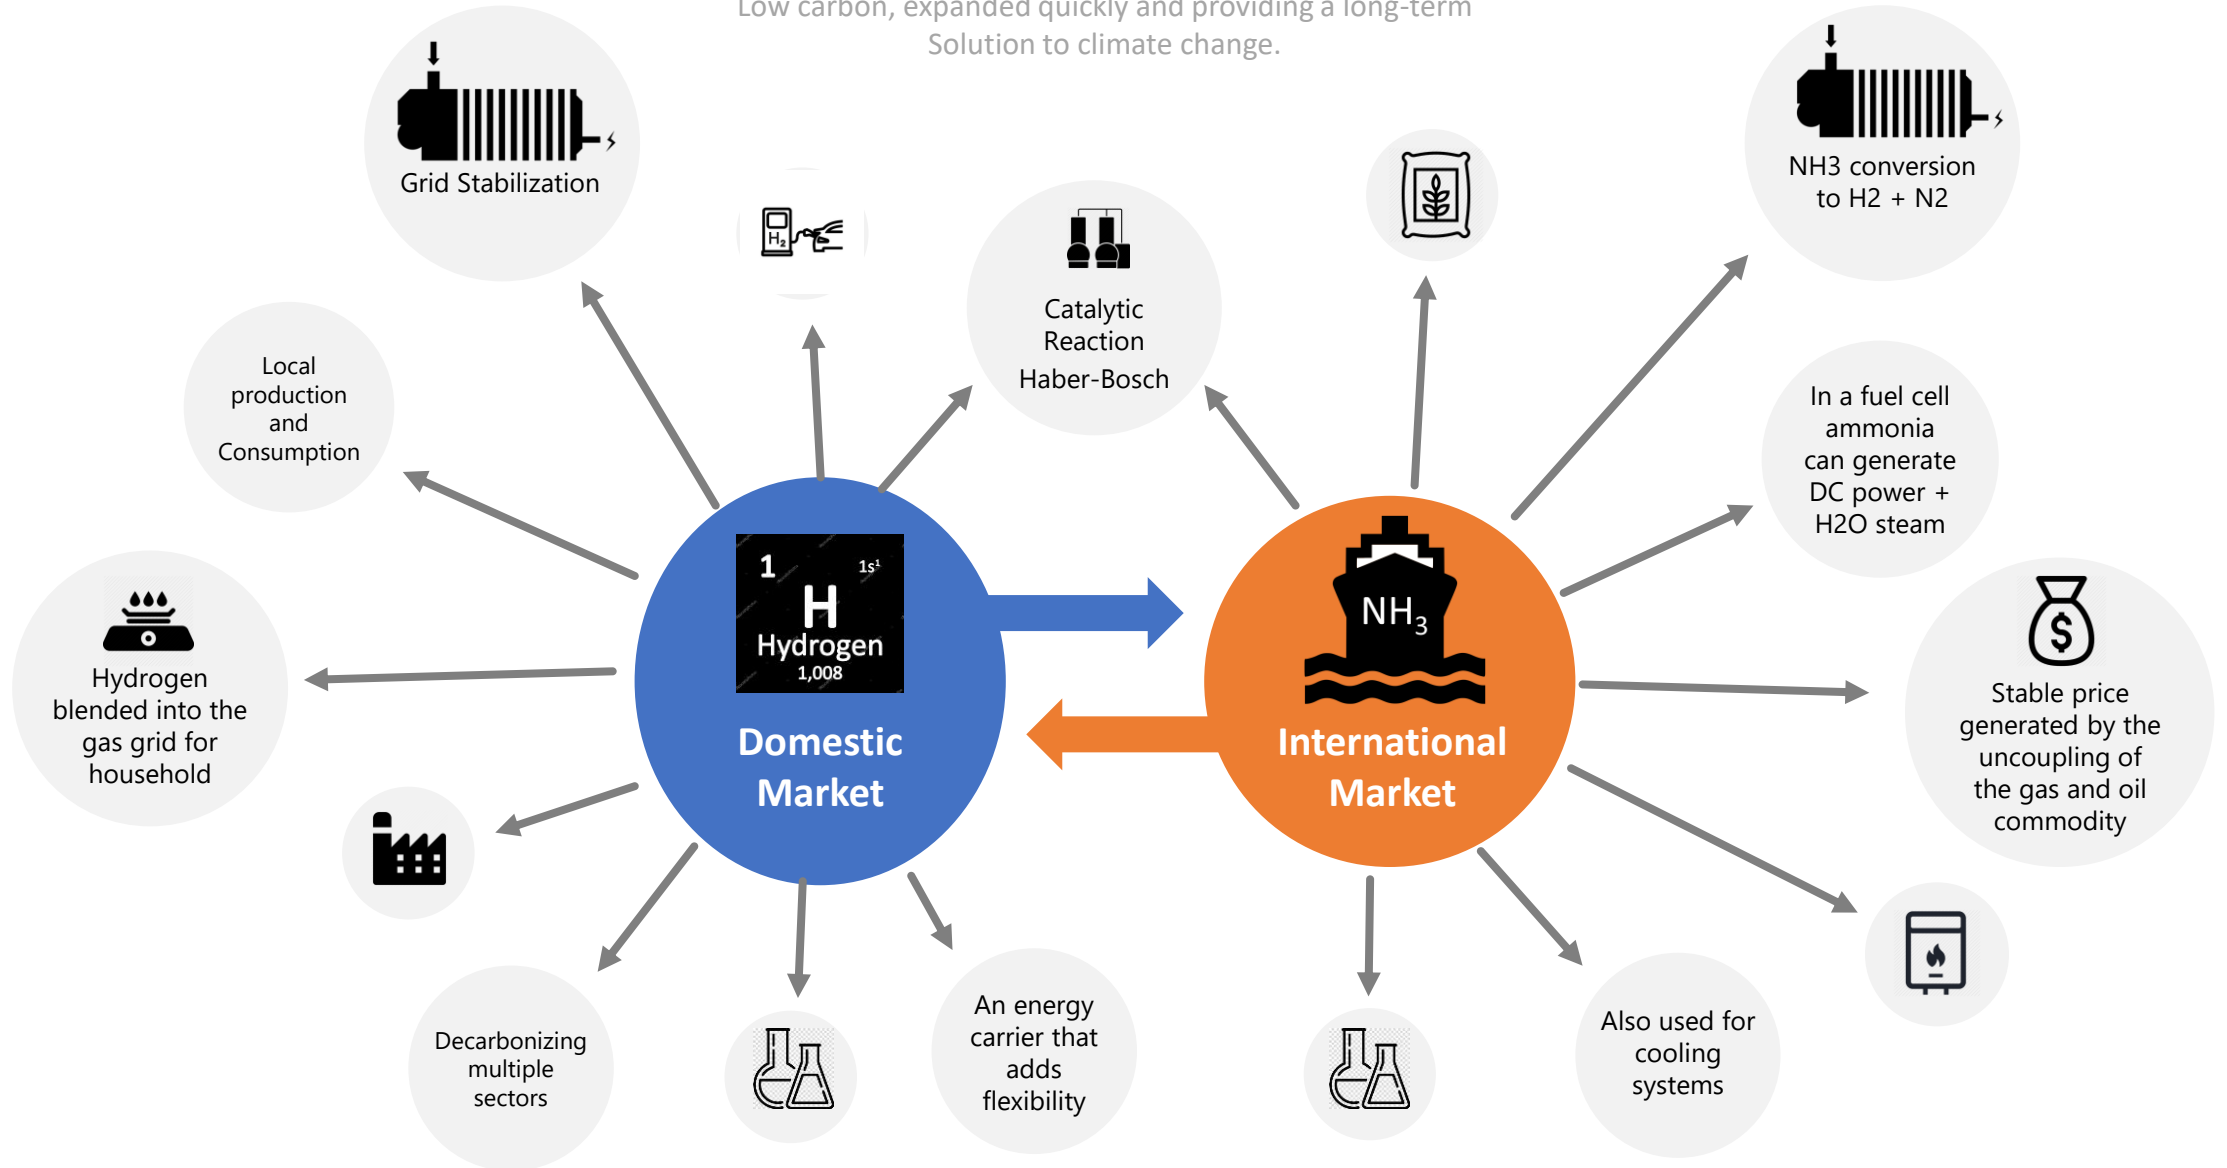 Low carbon, expanded quickly and providing a long-term
Solution to climate change.
Grid Stabilization
H₂
Catalytic
Reaction
Haber-Bosch
NH3 conversion
to H2 + N2
Local
production
and
Consumption
In a fuel cell
ammonia
can generate
DC power +
H2O steam
Hydrogen
blended into the
gas grid for
household
1 1s¹
H
Hydrogen
1,008
Domestic
Market
NH₃
International
Market
$
Stable price
generated by the
uncoupling of
the gas and oil
commodity
Decarbonizing
multiple
sectors
An energy
carrier that
adds
flexibility
Also used for
cooling
systems